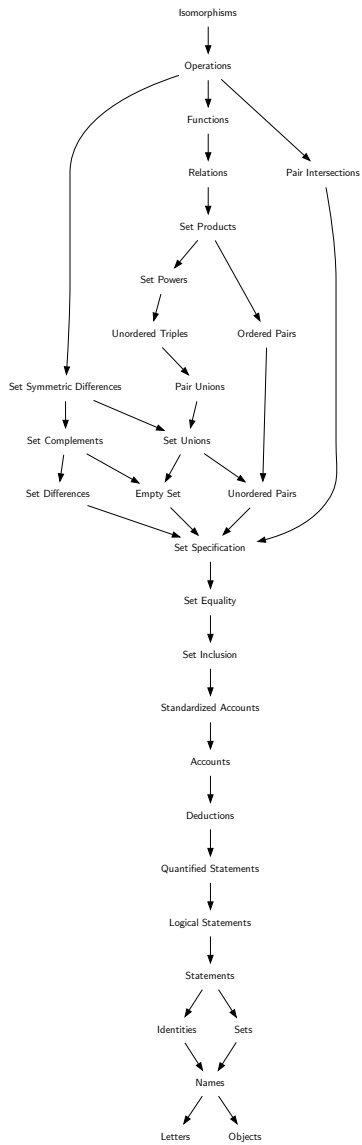 Isomorphisms
Operations
Functions
Relations
Pair Intersections
Set Products
Set Powers
Unordered Triples
Ordered Pairs
Set Symmetric Differences
Pair Unions
Set Complements
Set Unions
Set Differences
Empty Set
Unordered Pairs
Set Specification
Set Equality
Set Inclusion
Standardized Accounts
Accounts
Deductions
Quantified Statements
Logical Statements
Statements
Identities
Sets
Names
Letters
Objects